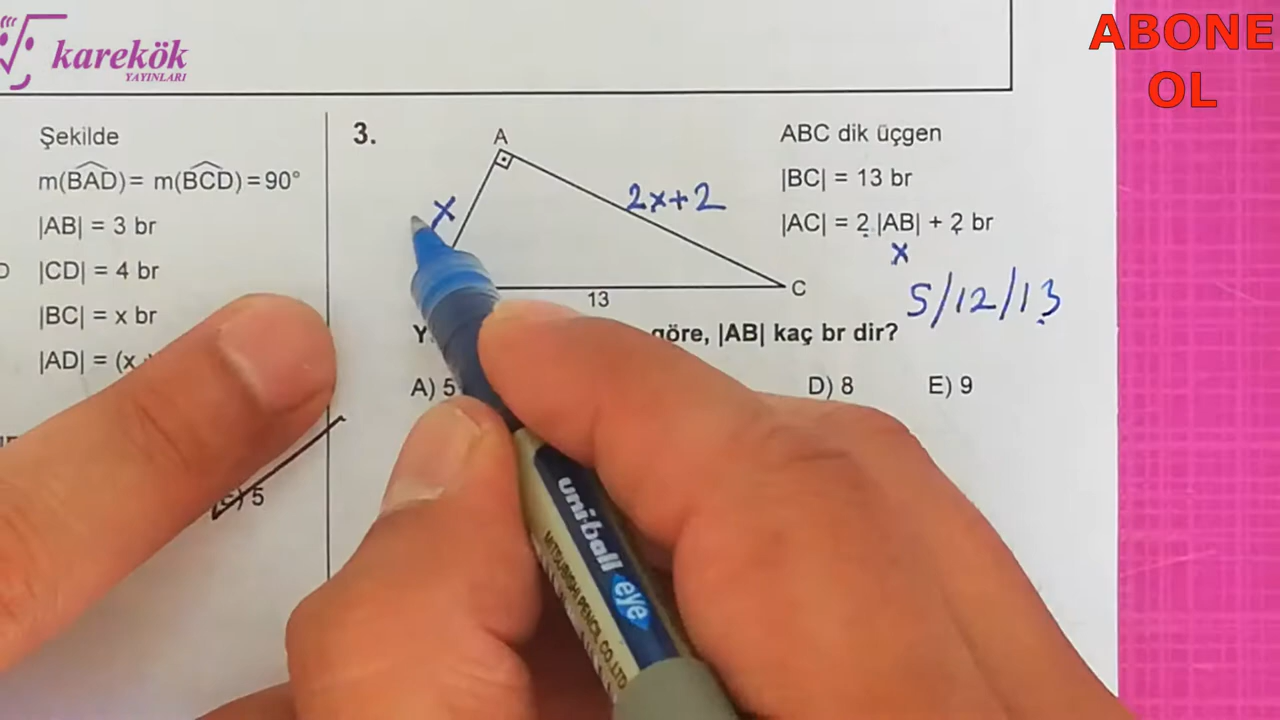 karekök
YAYINLARI
ABONE
OL
Şekilde
m(BAD) = m(BCD) = 90°
|AB| = 3 br
|CD| = 4 br
|BC| = x br
|AD| = (x
5
3.
A
x
2x+2
13
C
ABC dik üçgen
|BC| = 13 br
|AC| = 2 |AB| + 2 br
x
5/12/13
göre, |AB| kaç br dir?
A) 5
D) 8
E) 9
uni-ball eye
MITSUBISHI PENCIL CO., LTD